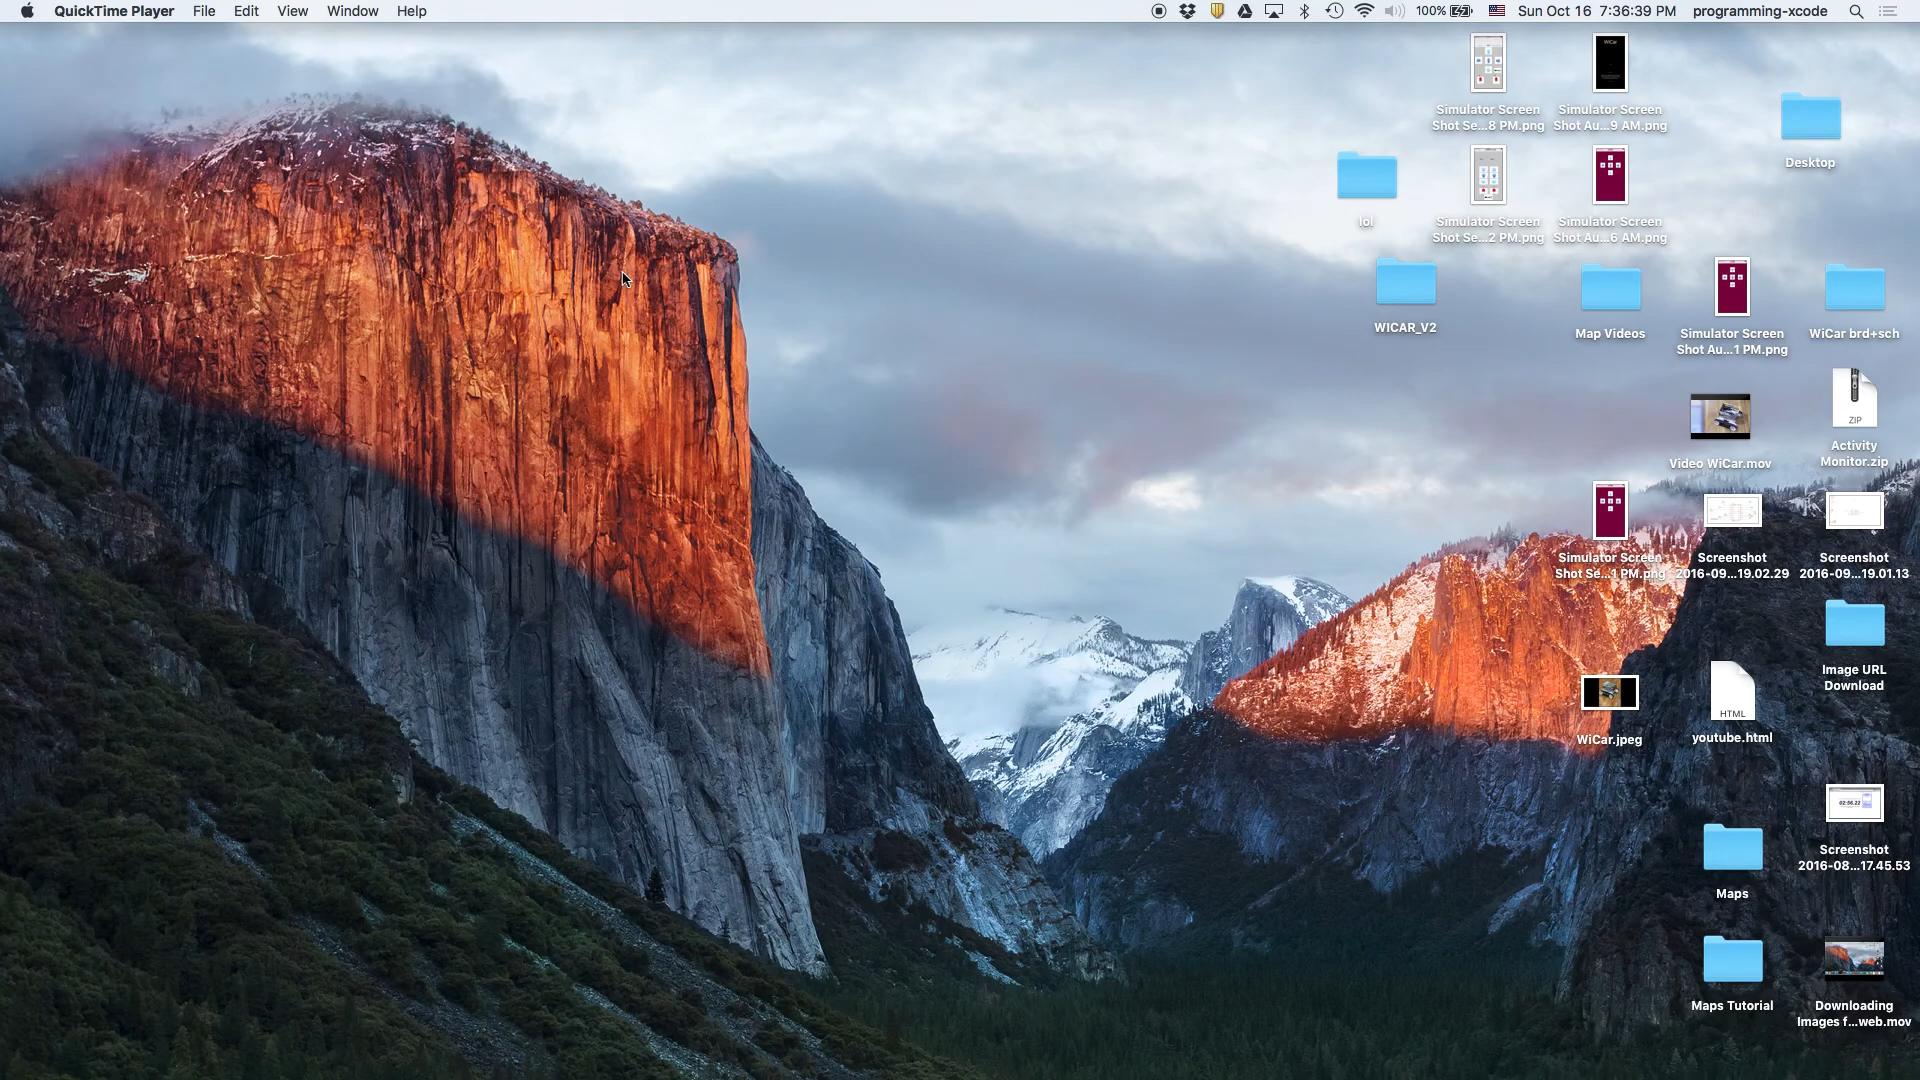 QuickTime Player File Edit View Window Help 100% Sun Oct 16 7:36:39 PM programming-xcode
Simulator Screen
Shot Se...8 PM.png
WiCar
Simulator Screen
Shot Au...9 AM.png
Desktop
lol
Simulator Screen
Shot Se...2 PM.png
Simulator Screen
Shot Au...6 AM.png
WICAR_V2
Map Videos
Simulator Screen
Shot Au...1 PM.png
WiCar brd+sch
Video WiCar.mov
ZIP
Activity
Monitor.zip
Simulator Screen
Shot Se...1 PM.png
Screenshot
2016-09...19.02.29
Screenshot
2016-09...19.01.13
Image URL
Download
WiCar.jpeg
HTML
youtube.html
02:56.22
Screenshot
2016-08...17.45.53
Maps
Maps Tutorial
Downloading
Images f...web.mov